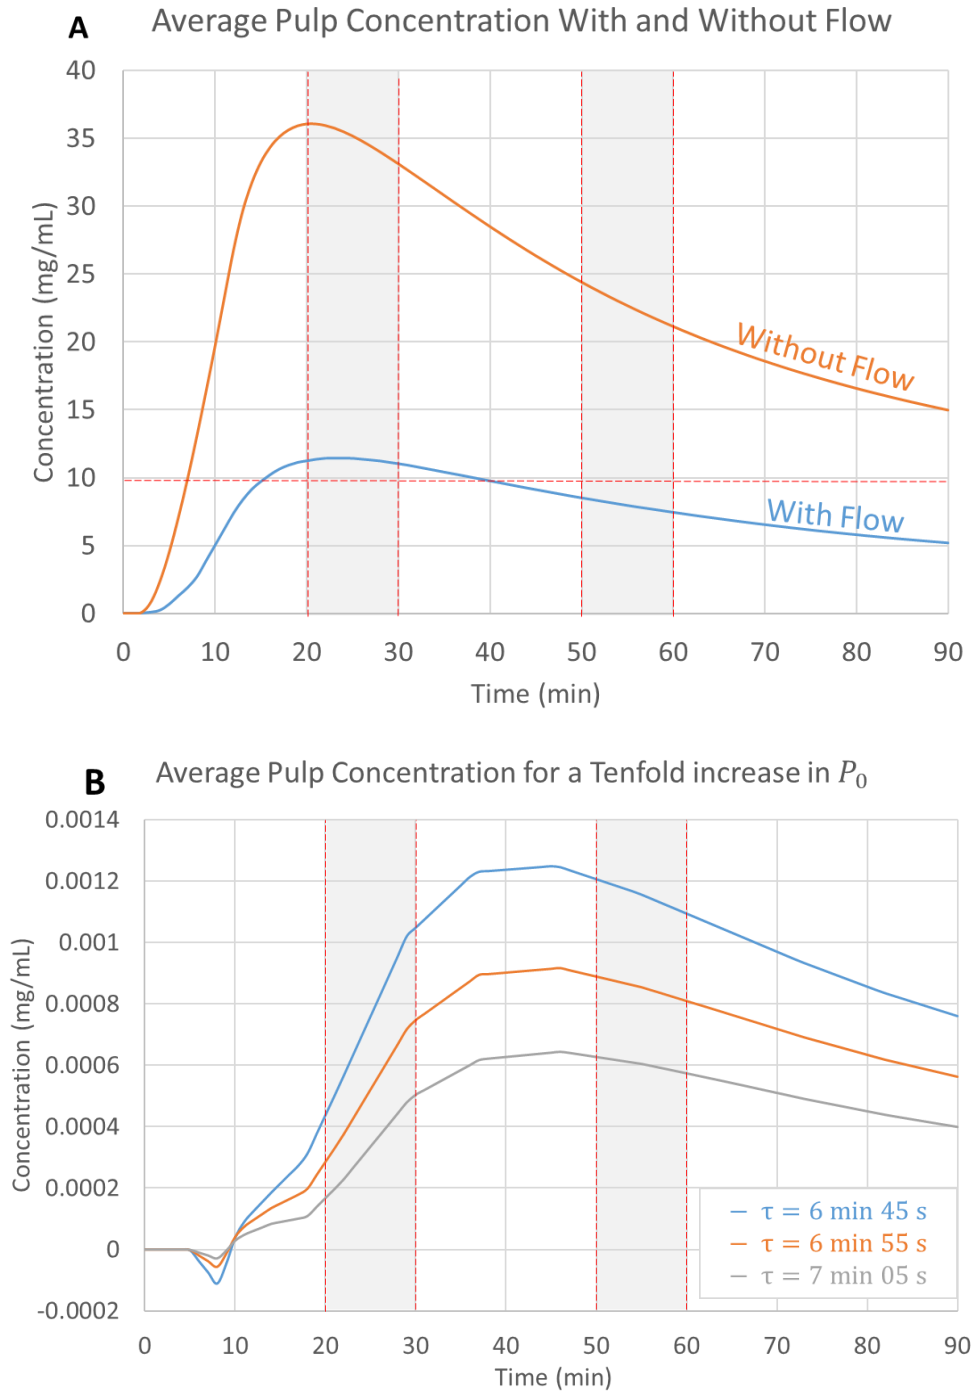 A Average Pulp Concentration With and Without Flow
40
35
30
25
20
15
10
5
0
Concentration (mg/mL)
Without Flow
With Flow
0 10 20 30 40 50 60 70 80 90
Time (min)
B Average Pulp Concentration for a Tenfold increase in P₀
0.0014
0.0012
0.001
0.0008
0.0006
0.0004
0.0002
0
-0.0002
Concentration (mg/mL)
τ = 6 min 45 s
τ = 6 min 55 s
τ = 7 min 05 s
0 10 20 30 40 50 60 70 80 90
Time (min)